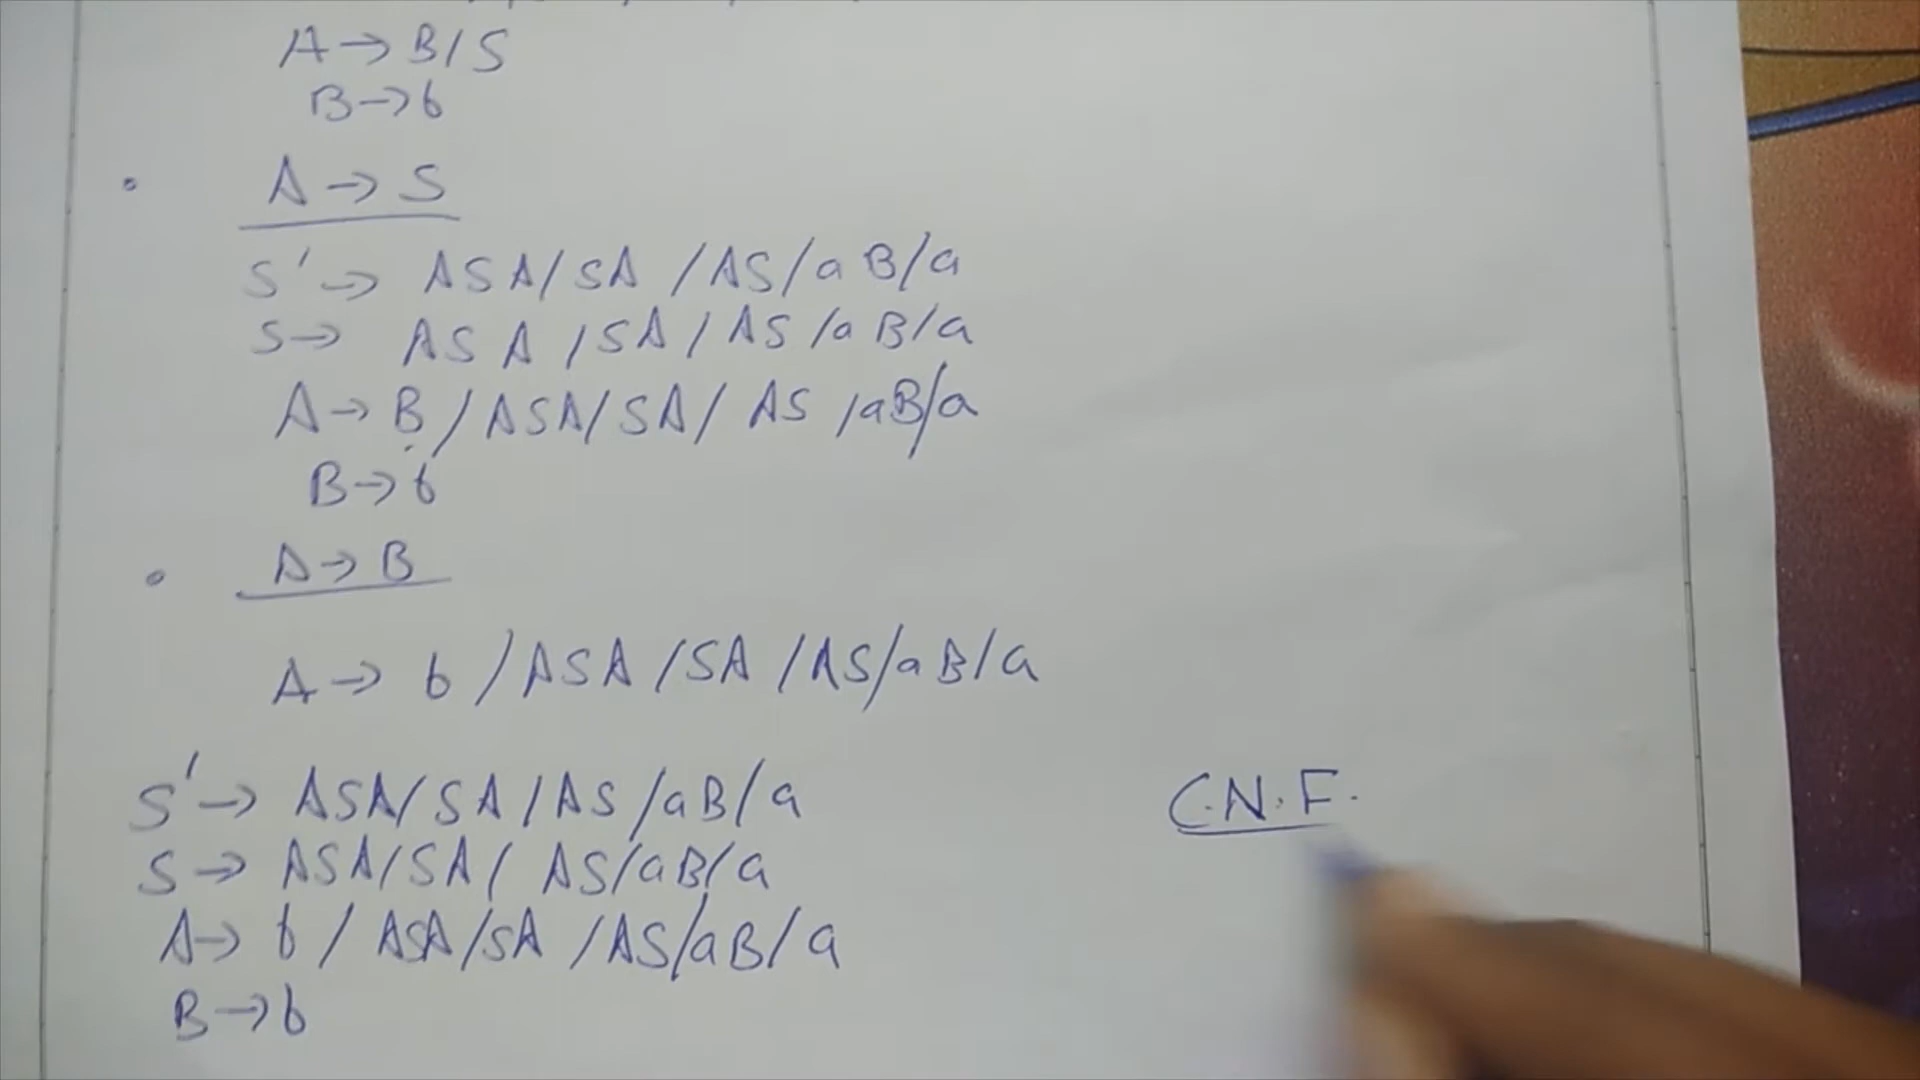 A → B / S
B → b
• A → S
S' → ASA / SA / AS / aB / a
S → ASA / SA / AS / aB / a
A → B / ASA / SA / AS / aB / a
B → b
• A → B
A → b / ASA / SA / AS / aB / a
S' → ASA / SA / AS / aB / a
C.N.F.
S → ASA / SA / AS / aB / a
A → b / ASA / SA / AS / aB / a
B → b